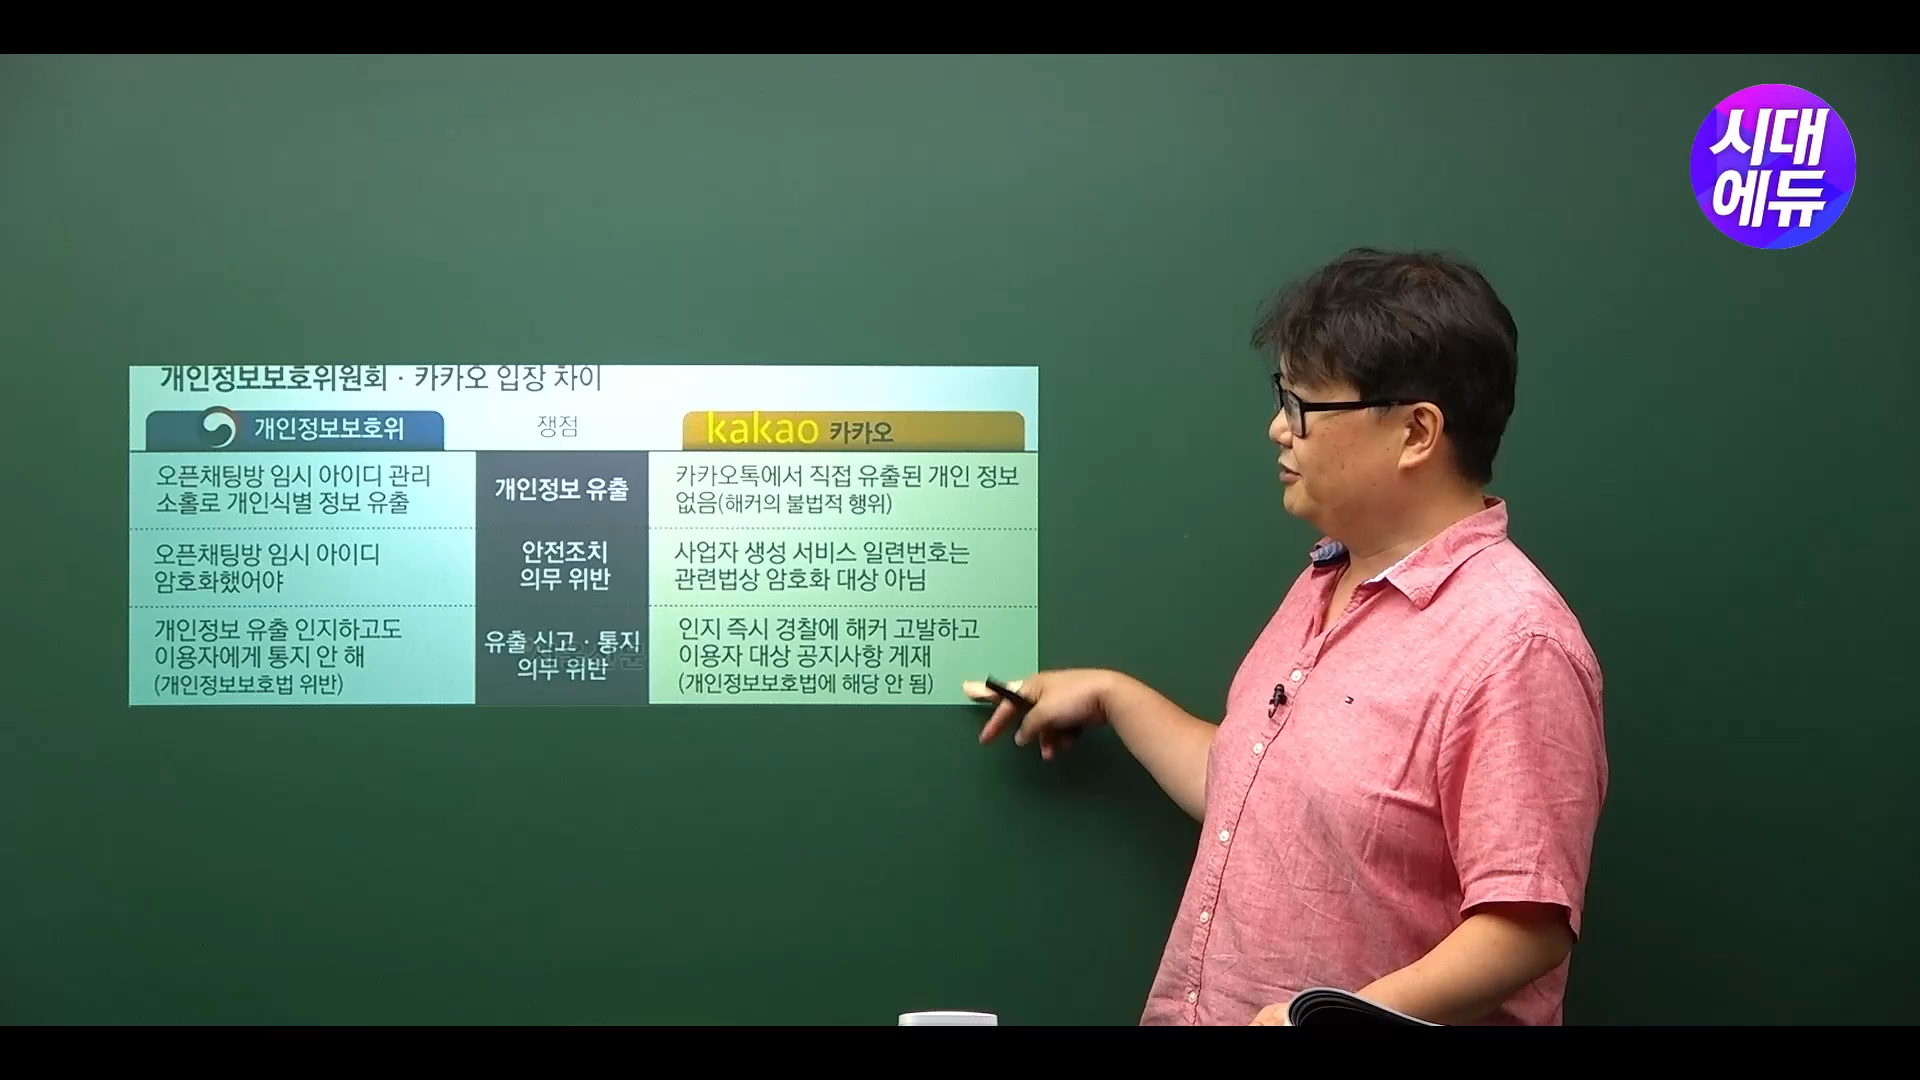 시대
에듀
개인정보보호위원회 · 카카오 입장 차이
개인정보보호위
쟁점
kakao 카카오
오픈채팅방 임시 아이디 관리
소홀로 개인식별 정보 유출
개인정보 유출
카카오톡에서 직접 유출된 개인 정보
없음(해커의 불법적 행위)
오픈채팅방 임시 아이디
암호화했어야
안전조치
의무 위반
사업자 생성 서비스 일련번호는
관련법상 암호화 대상 아님
개인정보 유출 인지하고도
이용자에게 통지 안 해
(개인정보보호법 위반)
유출 신고 · 통지
의무 위반
인지 즉시 경찰에 해커 고발하고
이용자 대상 공지사항 게재
(개인정보보호법에 해당 안 됨)